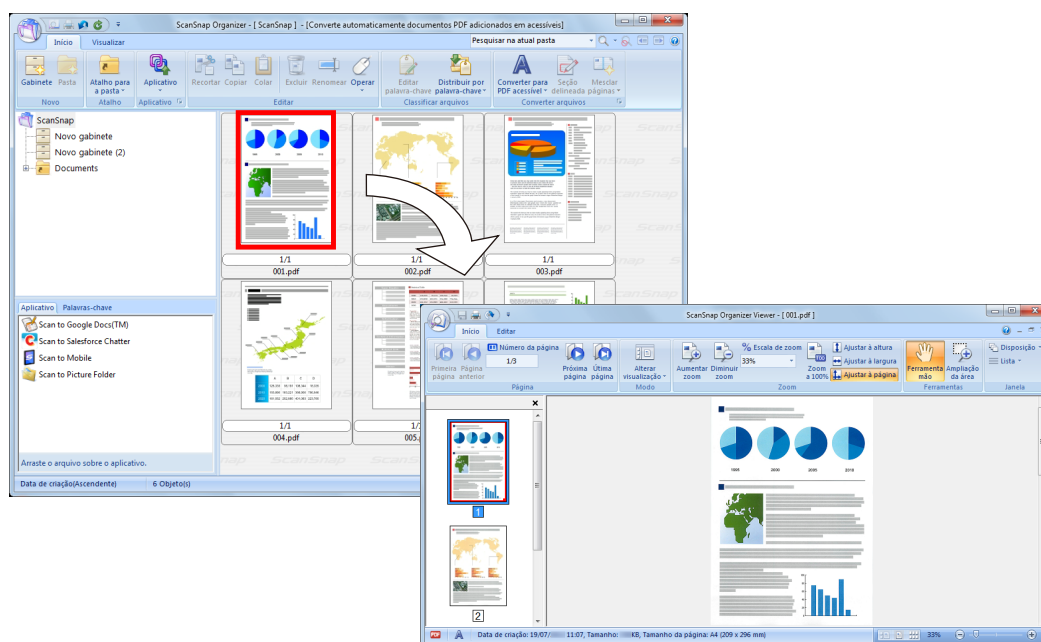 ScanSnap Organizer - [ ScanSnap ] - [Converte automaticamente documentos PDF adicionados em acessíveis]
Início Visualizar
Pesquisar na atual pasta
Gabinete Pasta Atalho para a pasta Aplicativo Recortar Copiar Colar Excluir Renomear Operar Editar palavra-chave Distribuir por palavra-chave Converter para PDF acessível Seção delineada Mesclar páginas
Novo Atalho Aplicativo Editar Classificar arquivos Converter arquivos
ScanSnap
Novo gabinete
Novo gabinete (2)
Documents
1/1 1/1 1/1
001.pdf 002.pdf 003.pdf
Aplicativo Palavras-chave
Scan to Google Docs(TM)
Scan to Salesforce Chatter
Scan to Mobile
Scan to Picture Folder
1/1
004.pdf 005.
Arraste o arquivo sobre o aplicativo.
Data de criação(Ascendente) 6 Objeto(s)
ScanSnap Organizer Viewer - [ 001.pdf ]
Início Editar
Primeira página Página anterior Número da página 1/3 Próxima página Útima página Alterar visualização Aumentar zoom Diminuir zoom % Escala de zoom 33% Zoom a 100% Ajustar à altura Ajustar à largura Ajustar à página Ferramenta mão Ampliação da área Disposição Lista
Página Modo Zoom Ferramentas Janela
1
2
1995 2000 2005 2010
Data de criação: 19/07/ 11:07, Tamanho: KB, Tamanho da página: A4 (209 x 296 mm)
33%